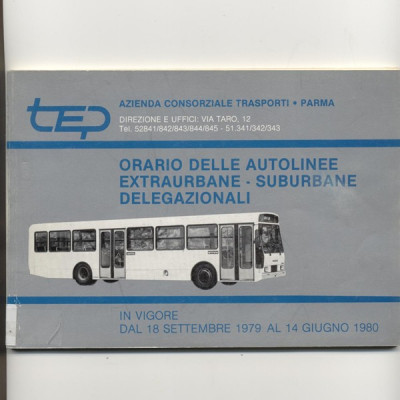 tep
AZIENDA CONSORZIALE TRASPORTI • PARMA
DIREZIONE E UFFICI: VIA TARO, 12
Tel. 52841/842/843/844/845 - 51.341/342/343
ORARIO DELLE AUTOLINEE
EXTRAURBANE - SUBURBANE
DELEGAZIONALI
IN VIGORE
DAL 18 SETTEMBRE 1979 AL 14 GIUGNO 1980